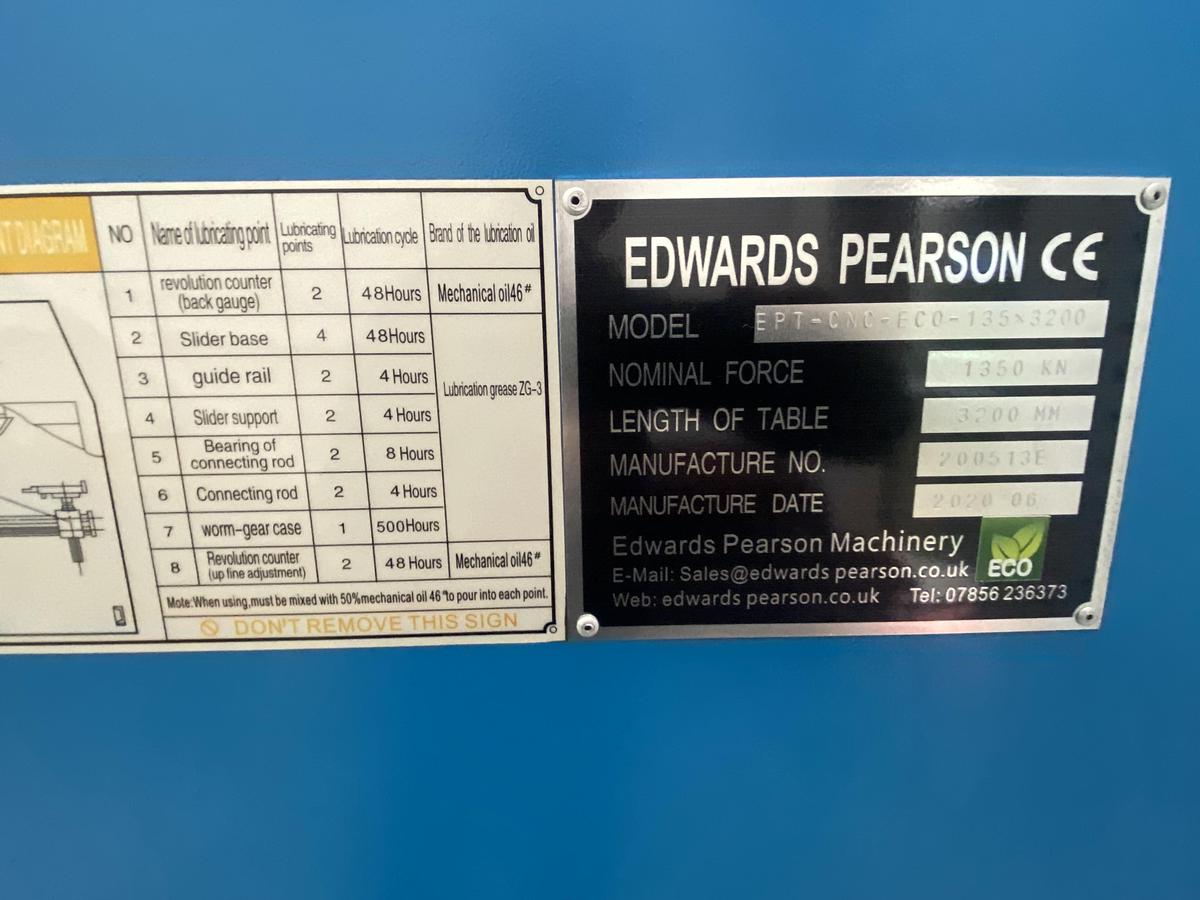 NT DIAGRAM
NO Name of lubricating point Lubricating points Lubrication cycle Brand of the lubrication oil
1 revolution counter (back gauge) 2 48Hours Mechanical oil46#
2 Slider base 4 48Hours Lubrication grease ZG-3
3 guide rail 2 4 Hours
4 Slider support 2 4 Hours
5 Bearing of connecting rod 2 8 Hours
6 Connecting rod 2 4 Hours
7 worm-gear case 1 500Hours
8 Revolution counter (up fine adjustment) 2 48 Hours Mechanical oil46#
Mote:When using,must be mixed with 50%mechanical oil 46#to pour into each point.
DON'T REMOVE THIS SIGN
EDWARDS PEARSON CE
MODEL EPT-CNC-ECO-135×3200
NOMINAL FORCE 1350 KN
LENGTH OF TABLE 3200 MM
MANUFACTURE NO. 200513E
MANUFACTURE DATE 2020 06
Edwards Pearson Machinery
E-Mail: Sales@edwards pearson.co.uk
ECO
Web: edwards pearson.co.uk Tel: 07856 236373